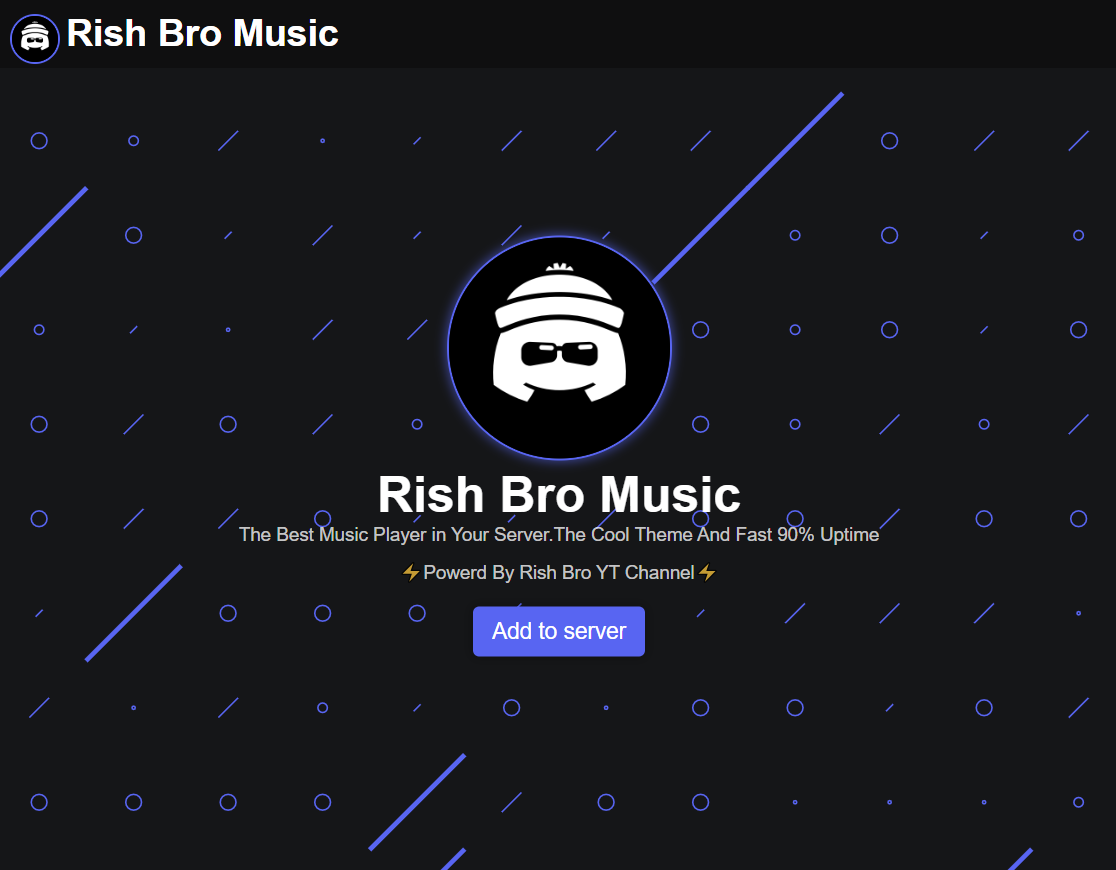 Rish Bro Music
Rish Bro Music
The Best Music Player in Your Server.The Cool Theme And Fast 90% Uptime
⚡Powerd By Rish Bro YT Channel⚡
Add to server